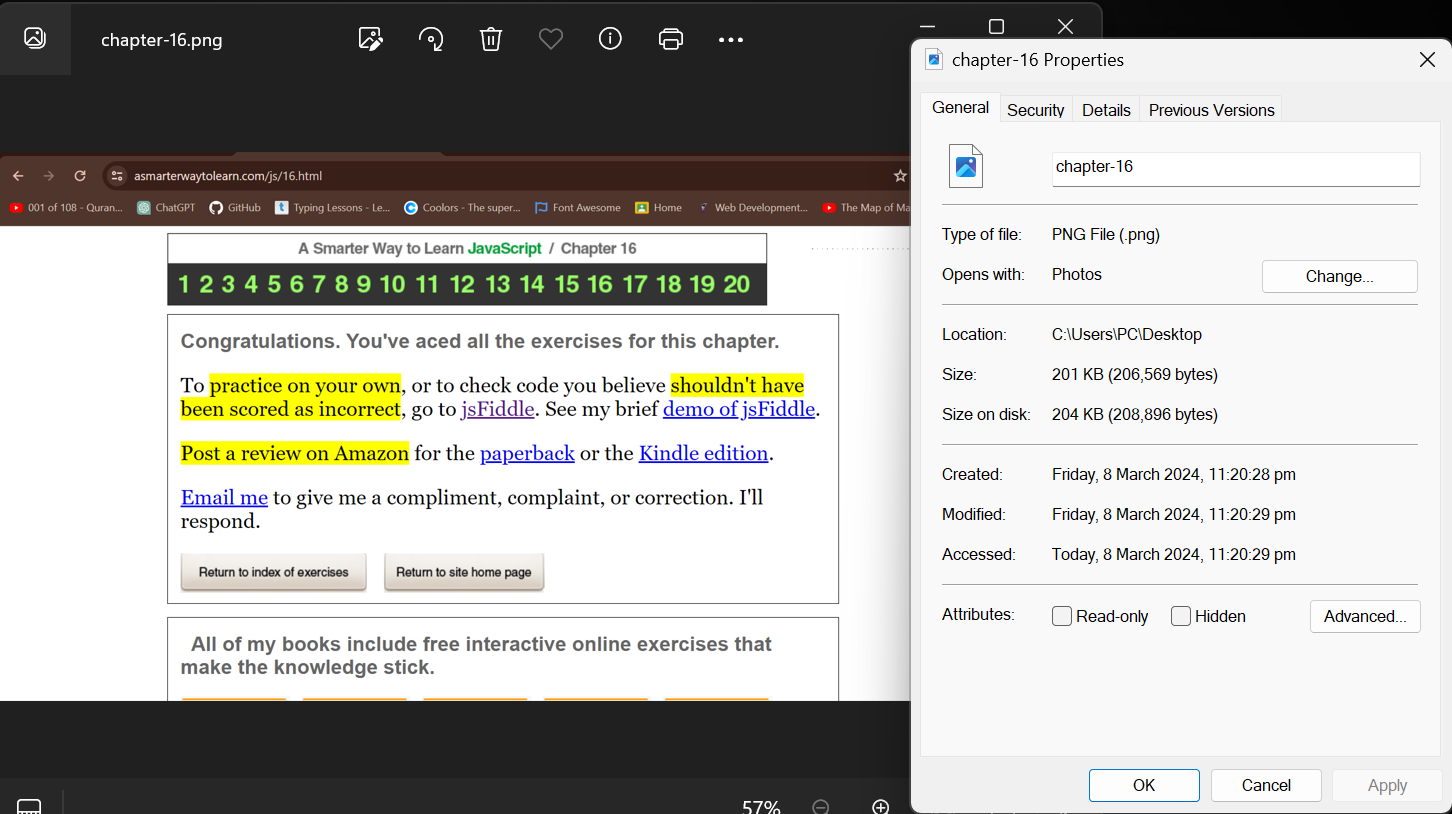 chapter-16.png
asmarterwaytolearn.com/js/16.html
001 of 108 - Quran... ChatGPT GitHub Typing Lessons - Le... Coolors - The super... Font Awesome Home Web Development... The Map of Ma
A Smarter Way to Learn JavaScript / Chapter 16
1 2 3 4 5 6 7 8 9 10 11 12 13 14 15 16 17 18 19 20
Congratulations. You've aced all the exercises for this chapter.
To practice on your own, or to check code you believe shouldn't have
been scored as incorrect, go to jsFiddle. See my brief demo of jsFiddle.
Post a review on Amazon for the paperback or the Kindle edition.
Email me to give me a compliment, complaint, or correction. I'll
respond.
Return to index of exercises Return to site home page
All of my books include free interactive online exercises that
make the knowledge stick.
57%
chapter-16 Properties
General Security Details Previous Versions
chapter-16
Type of file: PNG File (.png)
Opens with: Photos Change...
Location: C:\Users\PC\Desktop
Size: 201 KB (206,569 bytes)
Size on disk: 204 KB (208,896 bytes)
Created: Friday, 8 March 2024, 11:20:28 pm
Modified: Friday, 8 March 2024, 11:20:29 pm
Accessed: Today, 8 March 2024, 11:20:29 pm
Attributes: Read-only Hidden Advanced...
OK Cancel Apply